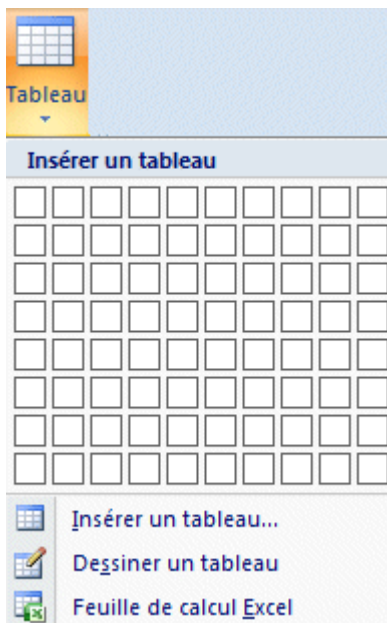 Tableau
Insérer un tableau
Insérer un tableau...
Dessiner un tableau
Feuille de calcul Excel